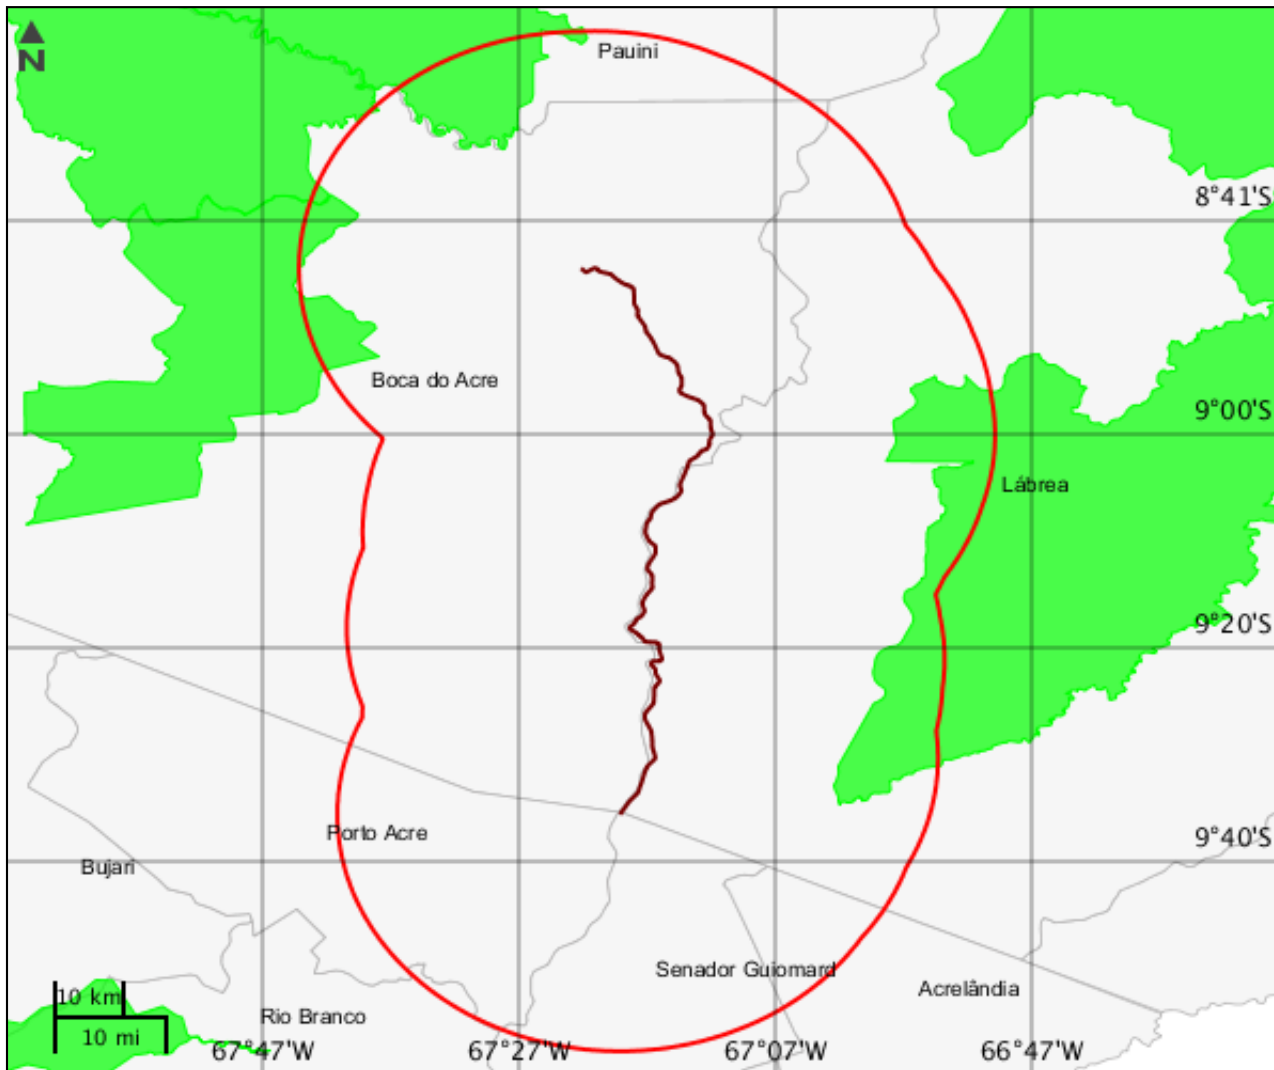 N
Pauini
8°41'S
Boca do Acre
9°00'S
Lábrea
9°20'S
Porto Acre
9°40'S
Bujari
Senador Guiomard
Acrelândia
10 km
Rio Branco
10 mi
67°47'W
67°27'W
67°07'W
66°47'W